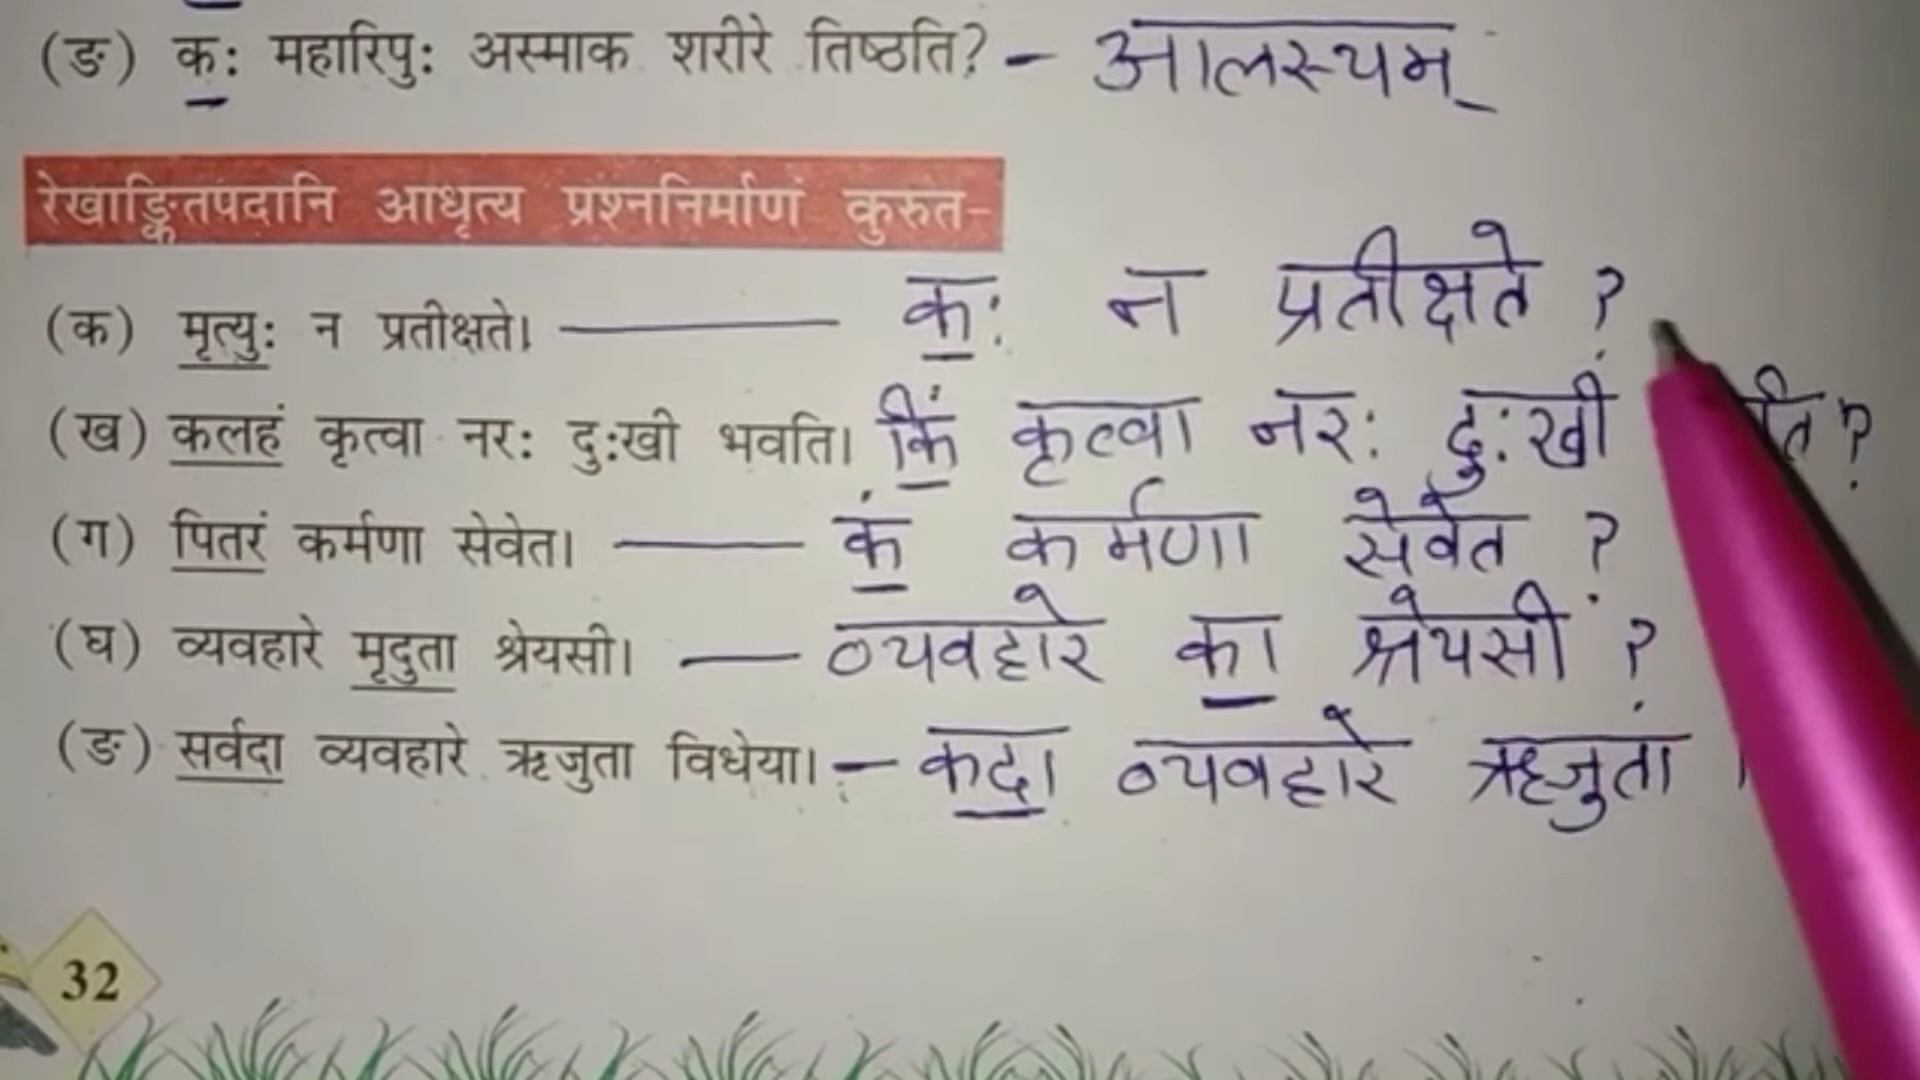 (ङ) कः महारिपुः अस्माक शरीरे तिष्ठति? – आलस्यम्
रेखाङ्कितपदानि आधृत्य प्रश्ननिर्माणं कुरुत–
(क) मृत्युः न प्रतीक्षते। — कः न प्रतीक्षते ?
(ख) कलहं कृत्वा नरः दुःखी भवति। किं कृत्वा नरः दुःखी ?
(ग) पितरं कर्मणा सेवेत। — कं कर्मणा सेवेत ?
(घ) व्यवहारे मृदुता श्रेयसी। — व्यवहारे का श्रेयसी ?
(ङ) सर्वदा व्यवहारे ऋजुता विधेया। – कदा व्यवहारे ऋजुता
32